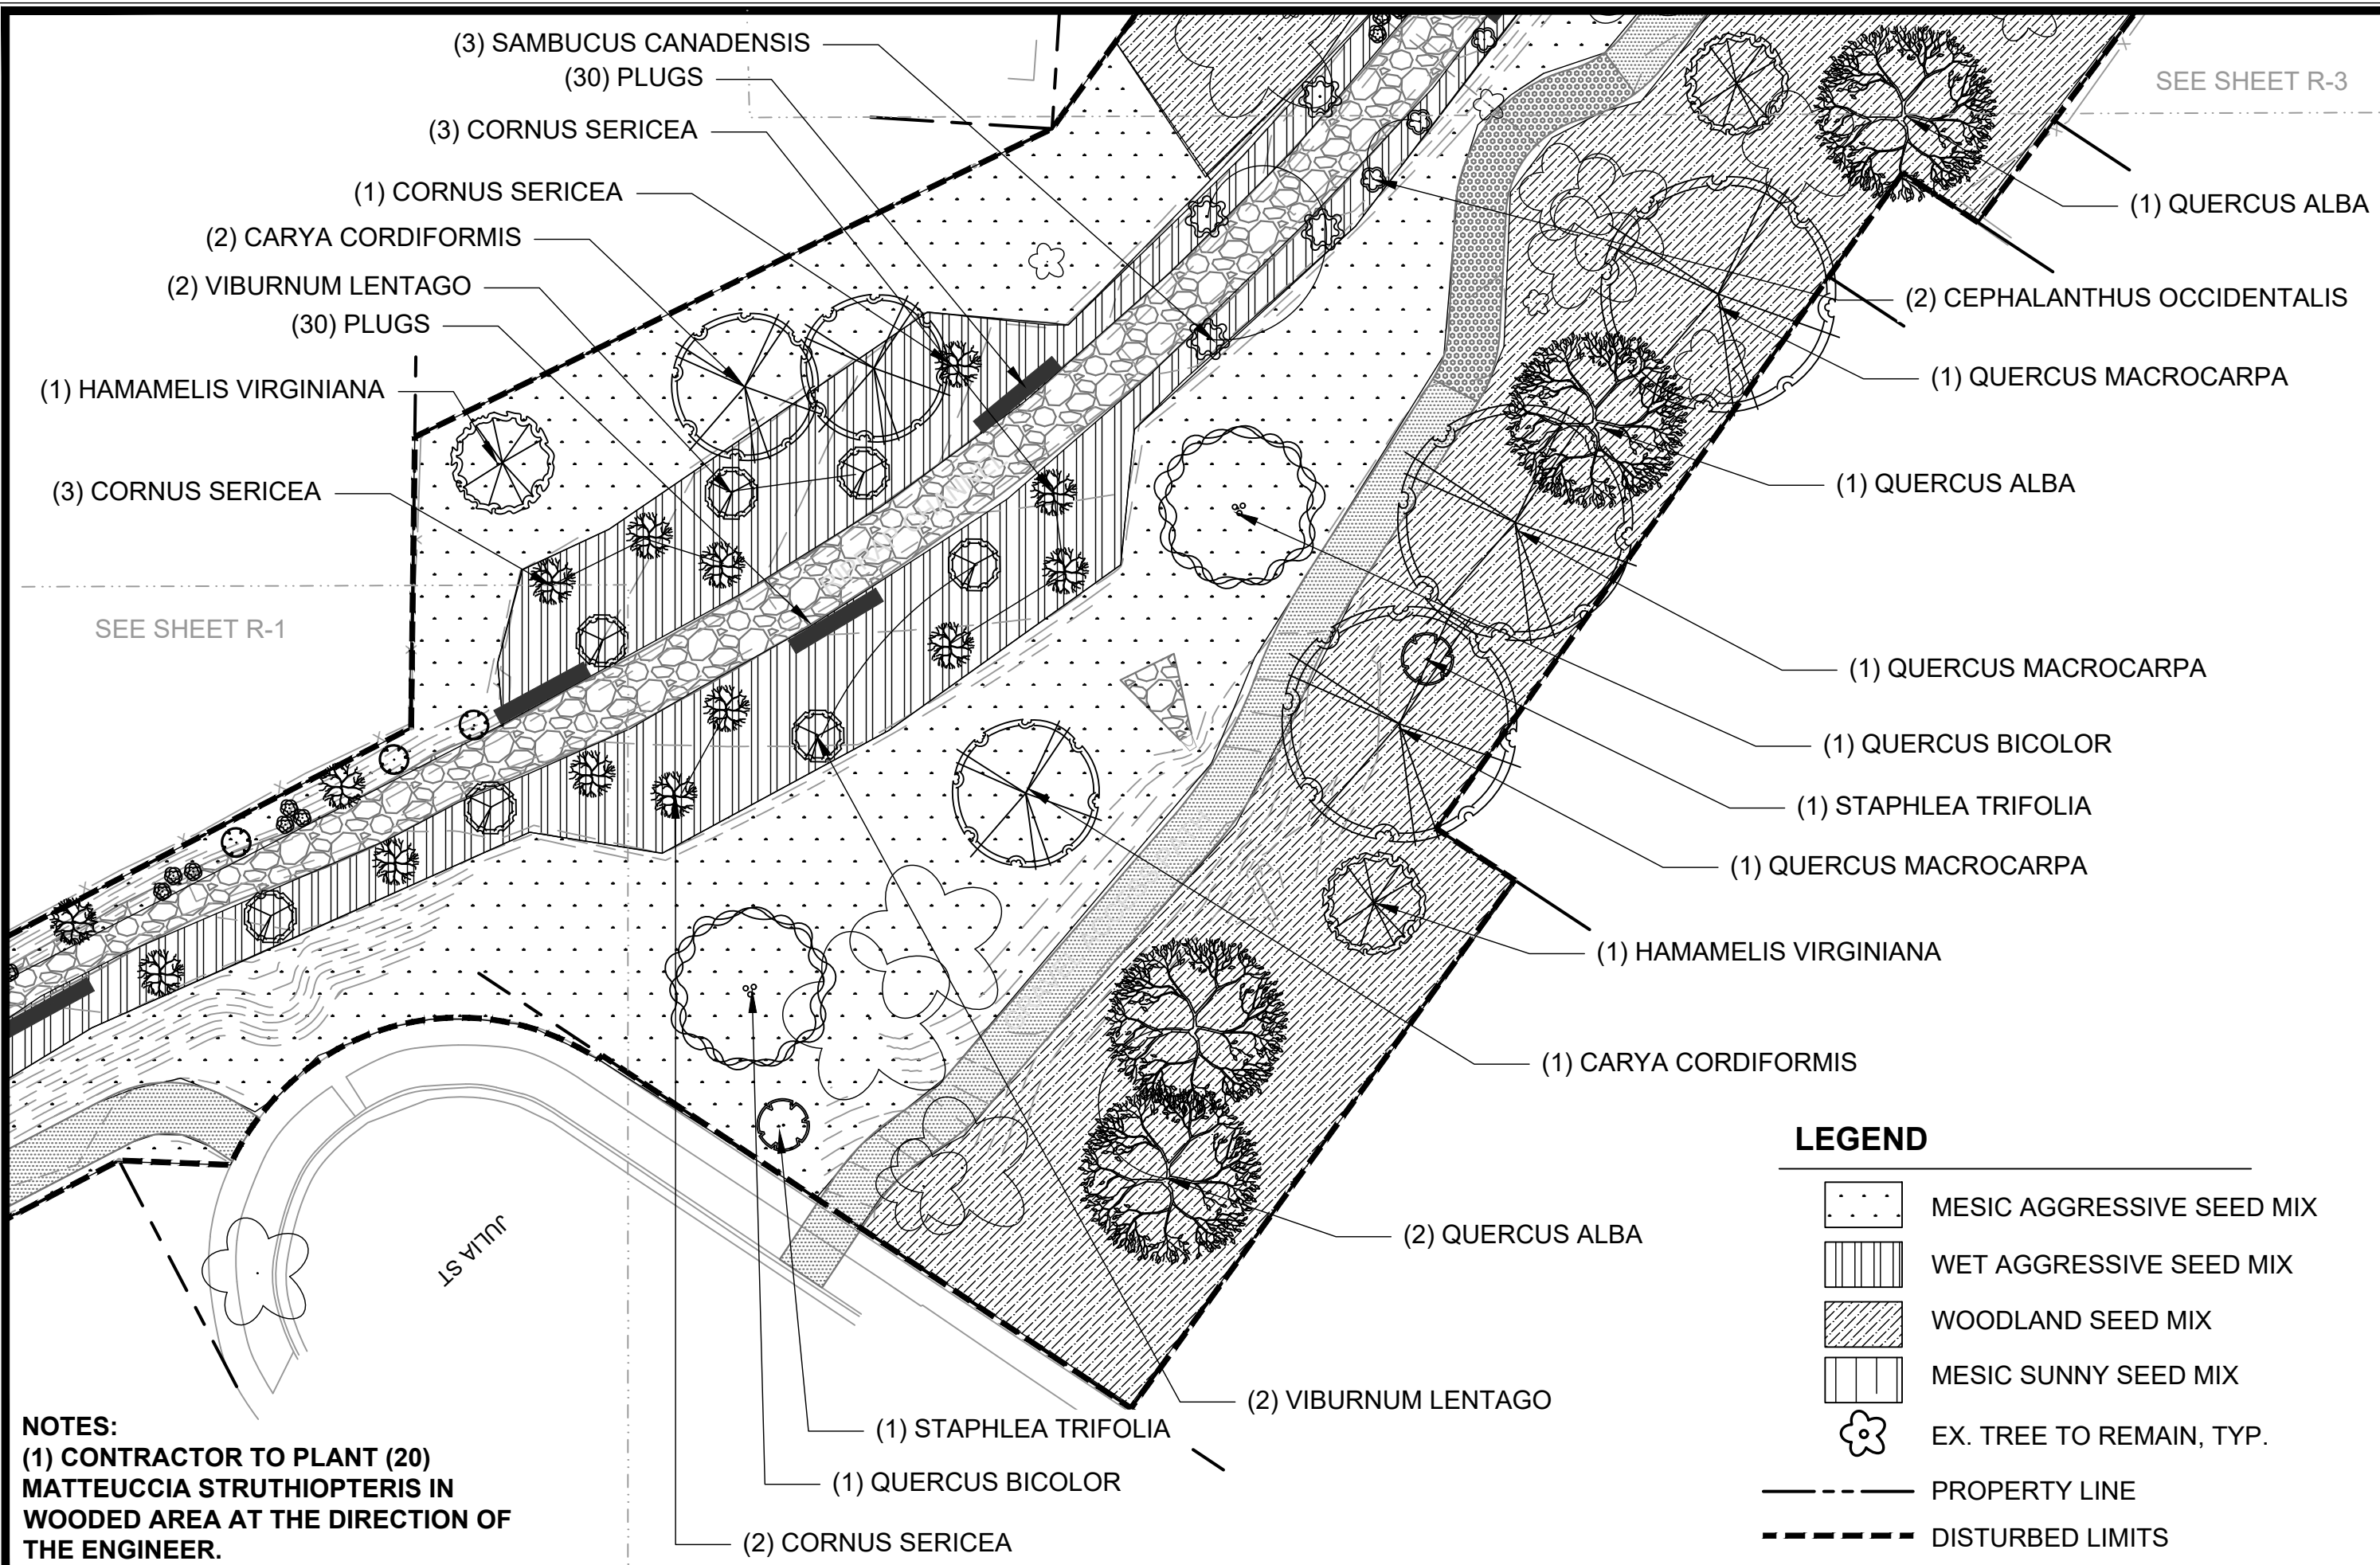 (3) SAMBUCUS CANADENSIS
(30) PLUGS
(3) CORNUS SERICEA
(1) CORNUS SERICEA
(2) CARYA CORDIFORMIS
(2) VIBURNUM LENTAGO
(30) PLUGS
(1) HAMAMELIS VIRGINIANA
(3) CORNUS SERICEA
SEE SHEET R-1
SEE SHEET R-3
(1) QUERCUS ALBA
(2) CEPHALANTHUS OCCIDENTALIS
(1) QUERCUS MACROCARPA
(1) QUERCUS ALBA
(1) QUERCUS MACROCARPA
(1) QUERCUS BICOLOR
(1) STAPHLEA TRIFOLIA
(1) QUERCUS MACROCARPA
(1) HAMAMELIS VIRGINIANA
(1) CARYA CORDIFORMIS
(2) QUERCUS ALBA
(2) VIBURNUM LENTAGO
(1) STAPHLEA TRIFOLIA
(1) QUERCUS BICOLOR
(2) CORNUS SERICEA
JULIA ST
NOTES:
(1) CONTRACTOR TO PLANT (20)
MATTEUCCIA STRUTHIOPTERIS IN
WOODED AREA AT THE DIRECTION OF
THE ENGINEER.
LEGEND
MESIC AGGRESSIVE SEED MIX
WET AGGRESSIVE SEED MIX
WOODLAND SEED MIX
MESIC SUNNY SEED MIX
EX. TREE TO REMAIN, TYP.
PROPERTY LINE
DISTURBED LIMITS